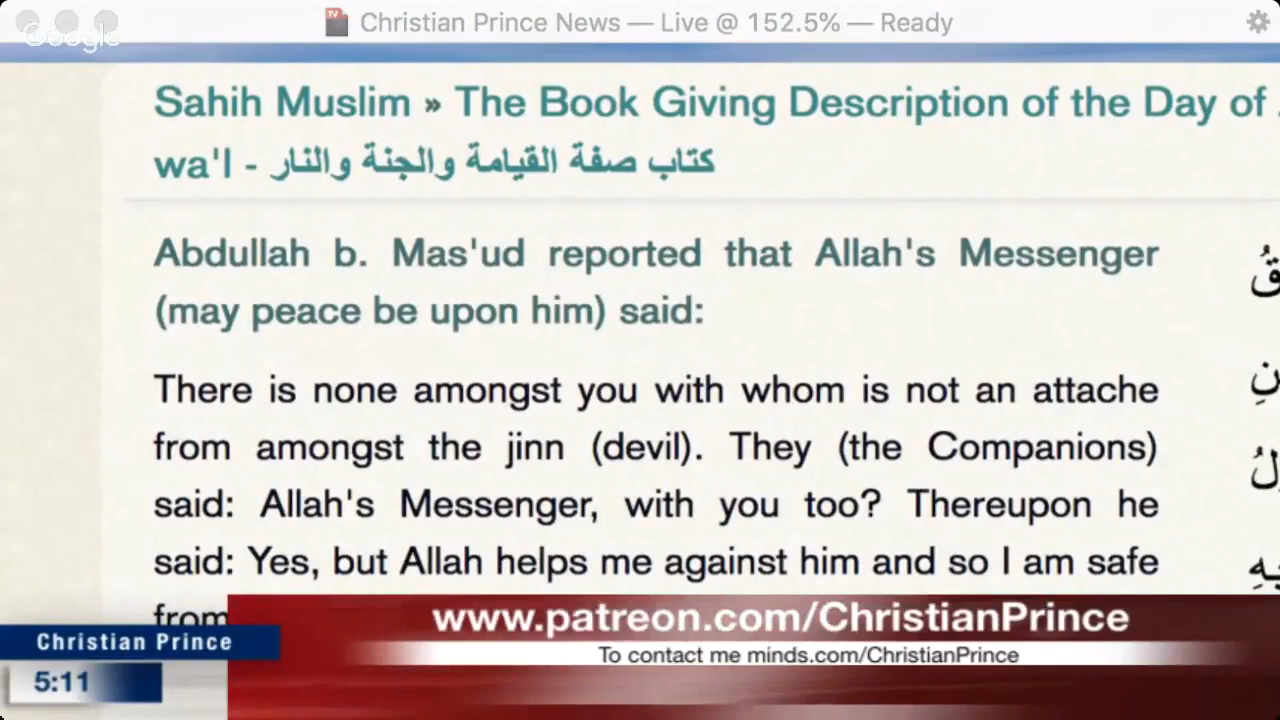 Christian Prince News — Live @ 152.5% — Ready
Google
TV
Sahih Muslim » The Book Giving Description of the Day of
wa'l - كتاب صفة القيامة والجنة والنار
Abdullah b. Mas'ud reported that Allah's Messenger
(may peace be upon him) said:
There is none amongst you with whom is not an attache
from amongst the jinn (devil). They (the Companions)
said: Allah's Messenger, with you too? Thereupon he
said: Yes, but Allah helps me against him and so I am safe
from
www.patreon.com/ChristianPrince
To contact me minds.com/ChristianPrince
Christian Prince
5:11